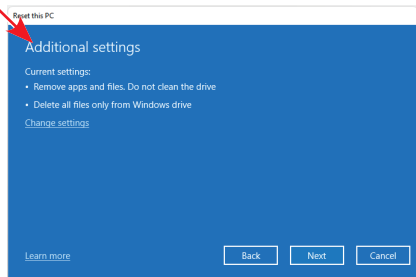 Reset this PC
Additional settings
Current settings:
• Remove apps and files. Do not clean the drive
• Delete all files only from Windows drive
Change settings
Learn more
Back
Next
Cancel